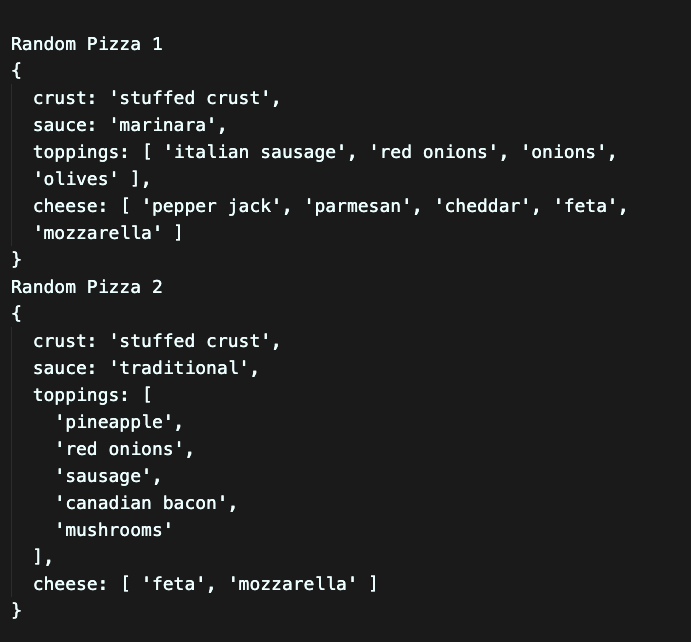 Random Pizza 1
{
  crust: 'stuffed crust',
  sauce: 'marinara',
  toppings: [ 'italian sausage', 'red onions', 'onions',
  'olives' ],
  cheese: [ 'pepper jack', 'parmesan', 'cheddar', 'feta',
  'mozzarella' ]
}
Random Pizza 2
{
  crust: 'stuffed crust',
  sauce: 'traditional',
  toppings: [
    'pineapple',
    'red onions',
    'sausage',
    'canadian bacon',
    'mushrooms'
  ],
  cheese: [ 'feta', 'mozzarella' ]
}